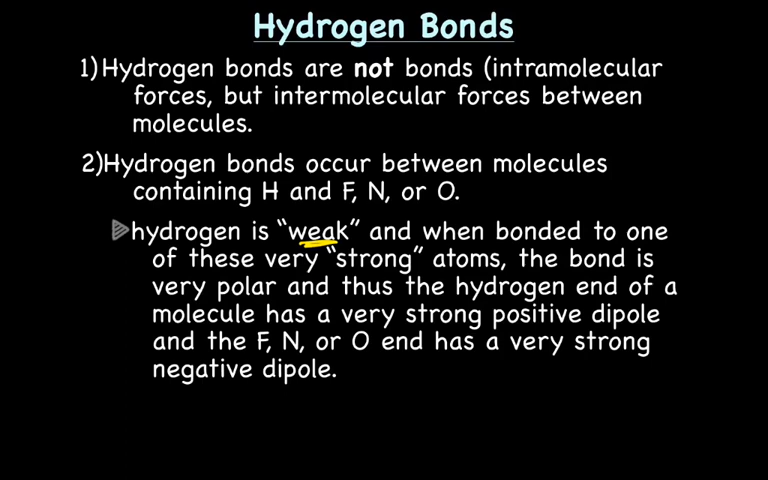 Hydrogen Bonds
1)Hydrogen bonds are not bonds (intramolecular
forces, but intermolecular forces between
molecules.
2)Hydrogen bonds occur between molecules
containing H and F, N, or O.
hydrogen is “weak” and when bonded to one
of these very “strong” atoms, the bond is
very polar and thus the hydrogen end of a
molecule has a very strong positive dipole
and the F, N, or O end has a very strong
negative dipole.